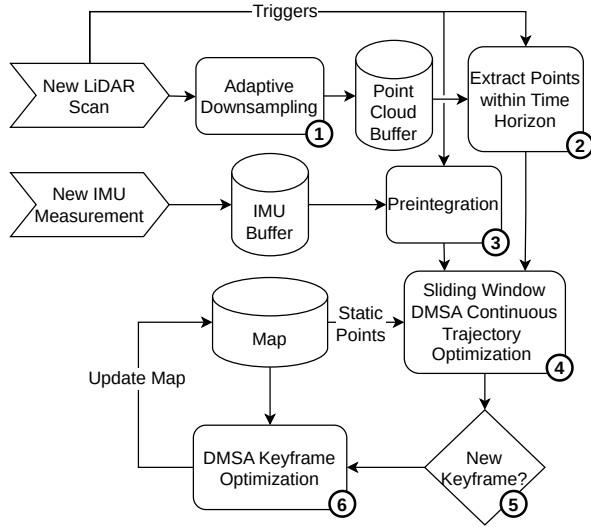 Triggers
New LiDAR
Scan
Adaptive
Downsampling
1
Point
Cloud
Buffer
Extract Points
within Time
Horizon
2
New IMU
Measurement
IMU
Buffer
Preintegration
3
Map
Static
Points
Sliding Window
DMSA Continuous
Trajectory
Optimization
4
Update Map
DMSA Keyframe
Optimization
6
New
Keyframe?
5